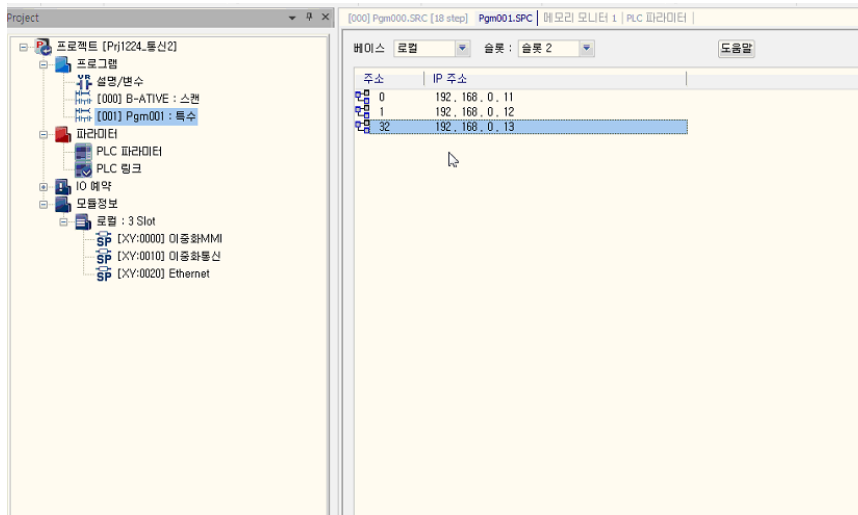 Project
프로젝트 [Prj1224_통신2]
프로그램
설명/변수
[000] B-ATIVE : 스캔
[001] Pgm001 : 특수
파라미터
PLC 파라미터
PLC 링크
IO 예약
모듈정보
로컬 : 3 Slot
[XY:0000] 이중화MMI
[XY:0010] 이중화통신
[XY:0020] Ethernet
[000] Pgm000.SRC [18 step] Pgm001.SPC 메모리 모니터 1 PLC 파라미터
베이스 로컬 슬롯 : 슬롯 2 도움말
주소 IP 주소
0 192 . 168 . 0 . 11
1 192 . 168 . 0 . 12
32 192 . 168 . 0 . 13